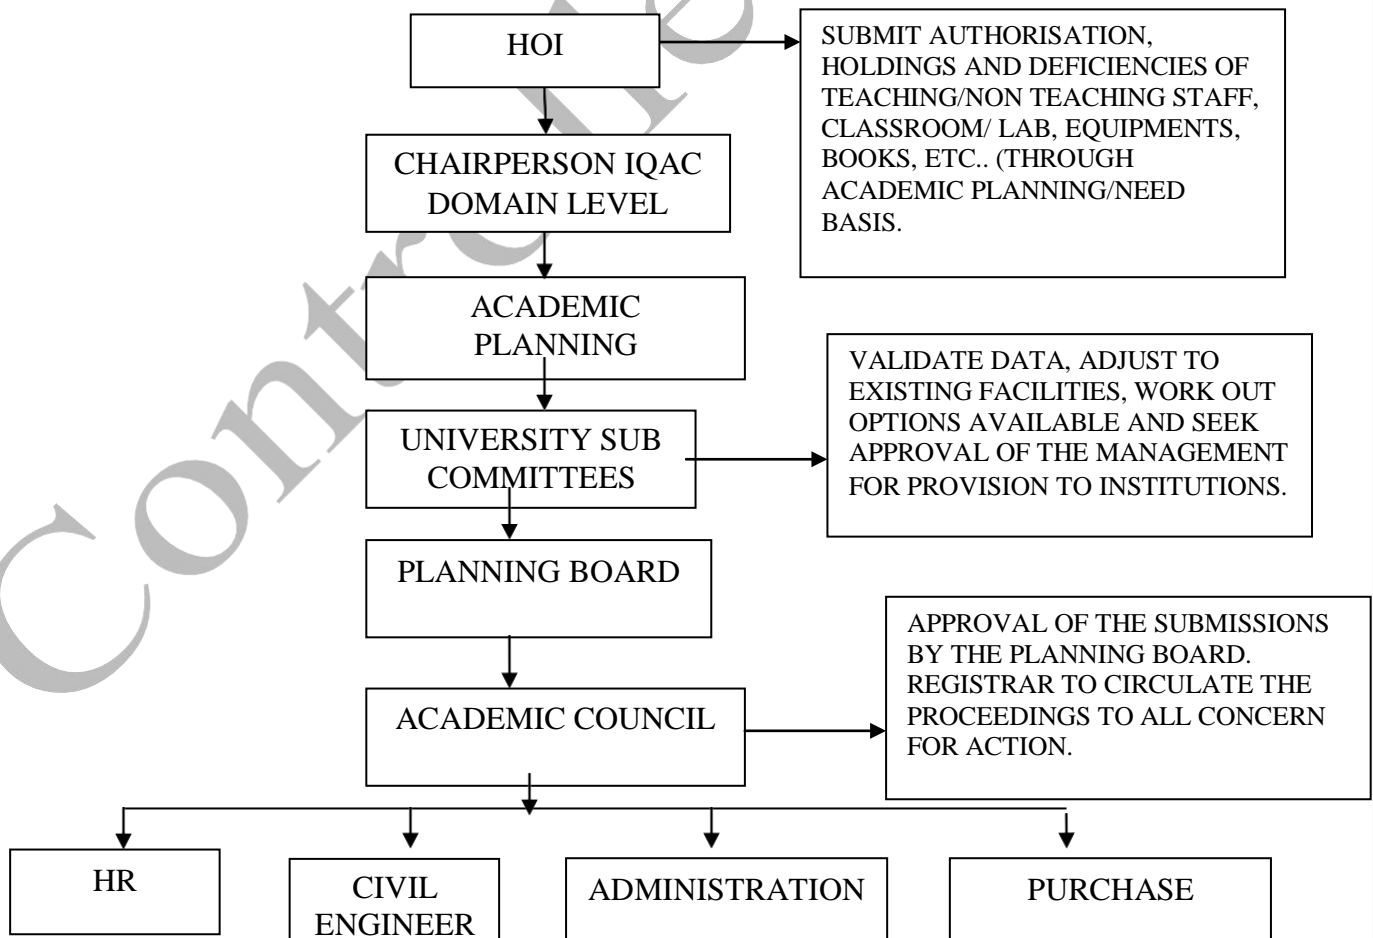 HOI
SUBMIT AUTHORISATION,
HOLDINGS AND DEFICIENCIES OF
TEACHING/NON TEACHING STAFF,
CLASSROOM/ LAB, EQUIPMENTS,
BOOKS, ETC.. (THROUGH
ACADEMIC PLANNING/NEED
BASIS.
CHAIRPERSON IQAC
DOMAIN LEVEL
ACADEMIC
PLANNING
UNIVERSITY SUB
COMMITTEES
VALIDATE DATA, ADJUST TO
EXISTING FACILITIES, WORK OUT
OPTIONS AVAILABLE AND SEEK
APPROVAL OF THE MANAGEMENT
FOR PROVISION TO INSTITUTIONS.
PLANNING BOARD
ACADEMIC COUNCIL
APPROVAL OF THE SUBMISSIONS
BY THE PLANNING BOARD.
REGISTRAR TO CIRCULATE THE
PROCEEDINGS TO ALL CONCERN
FOR ACTION.
HR
CIVIL
ENGINEER
ADMINISTRATION
PURCHASE